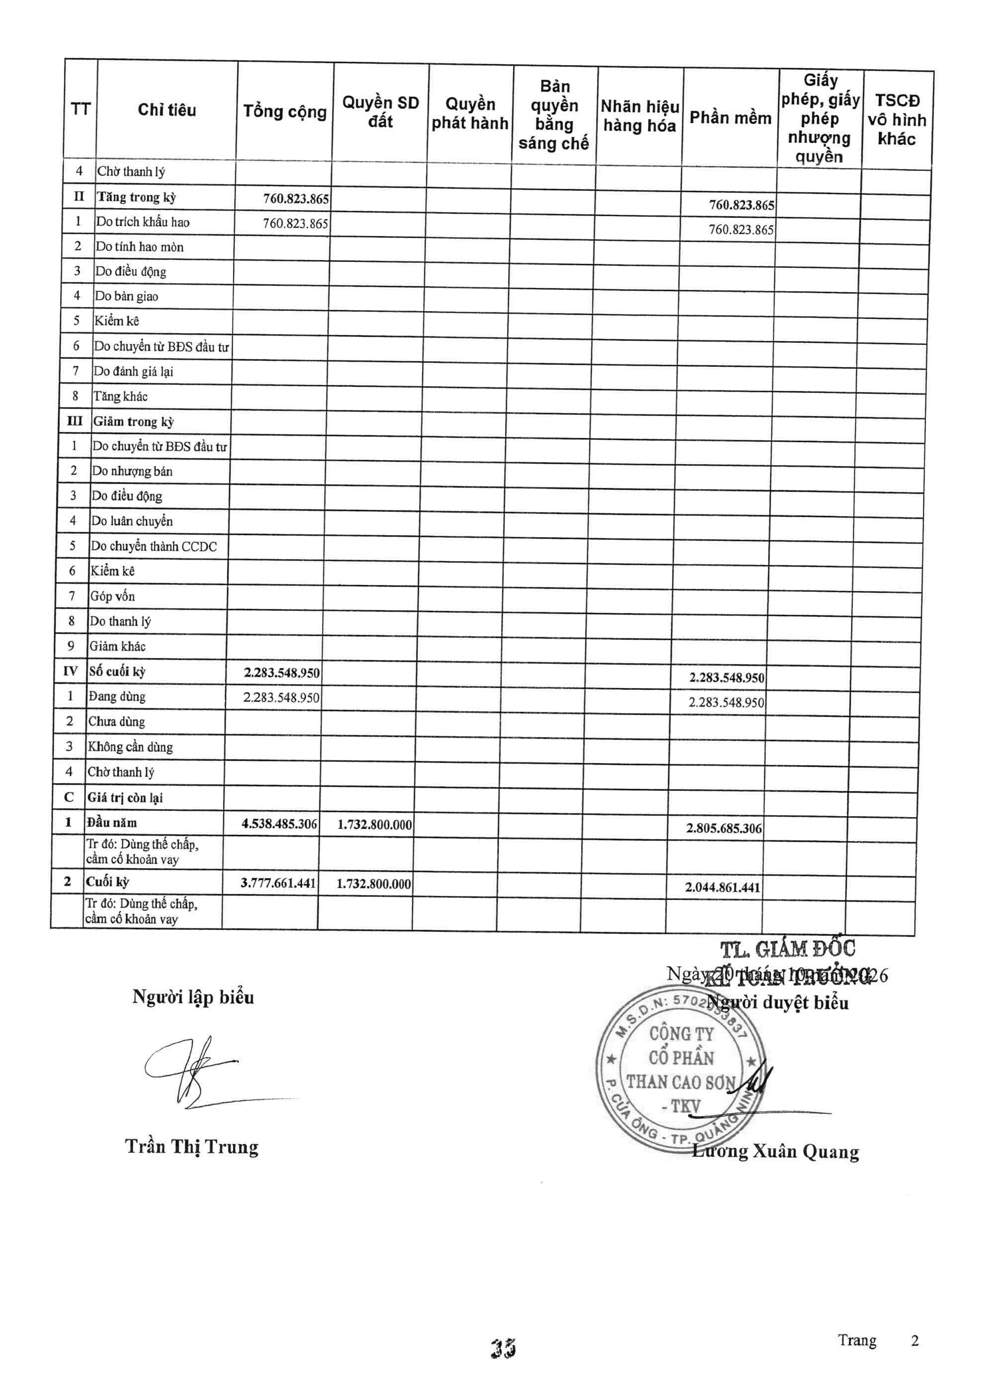 TT Chỉ tiêu Tổng cộng Quyền SD đất Quyền phát hành Bản quyền bằng sáng chế Nhãn hiệu hàng hóa Phần mềm Giấy phép, giấy phép nhượng quyền TSCĐ vô hình khác
4 Chờ thanh lý
II Tăng trong kỳ 760.823.865 760.823.865
1 Do trích khấu hao 760.823.865 760.823.865
2 Do tính hao mòn
3 Do điều động
4 Do bàn giao
5 Kiểm kê
6 Do chuyển từ BĐS đầu tư
7 Do đánh giá lại
8 Tăng khác
III Giảm trong kỳ
1 Do chuyển từ BĐS đầu tư
2 Do nhượng bán
3 Do điều động
4 Do luân chuyển
5 Do chuyển thành CCDC
6 Kiểm kê
7 Góp vốn
8 Do thanh lý
9 Giảm khác
IV Số cuối kỳ 2.283.548.950 2.283.548.950
1 Đang dùng 2.283.548.950 2.283.548.950
2 Chưa dùng
3 Không cần dùng
4 Chờ thanh lý
C Giá trị còn lại
1 Đầu năm 4.538.485.306 1.732.800.000 2.805.685.306
Tr đó: Dùng thế chấp,
cầm cố khoản vay
2 Cuối kỳ 3.777.661.441 1.732.800.000 2.044.861.441
Tr đó: Dùng thế chấp,
cầm cố khoản vay
TL. GIÁM ĐỐC
KẾ TOÁN TRƯỞNG
Người lập biểu
Người duyệt biểu
M.S.D.N: 
CÔNG TY
CỔ PHẦN
THAN CAO SƠN
- TKV
P. CỬA ÔNG - TP. QUẢNG NINH
Trần Thị Trung
Lương Xuân Quang
Trang 2
35